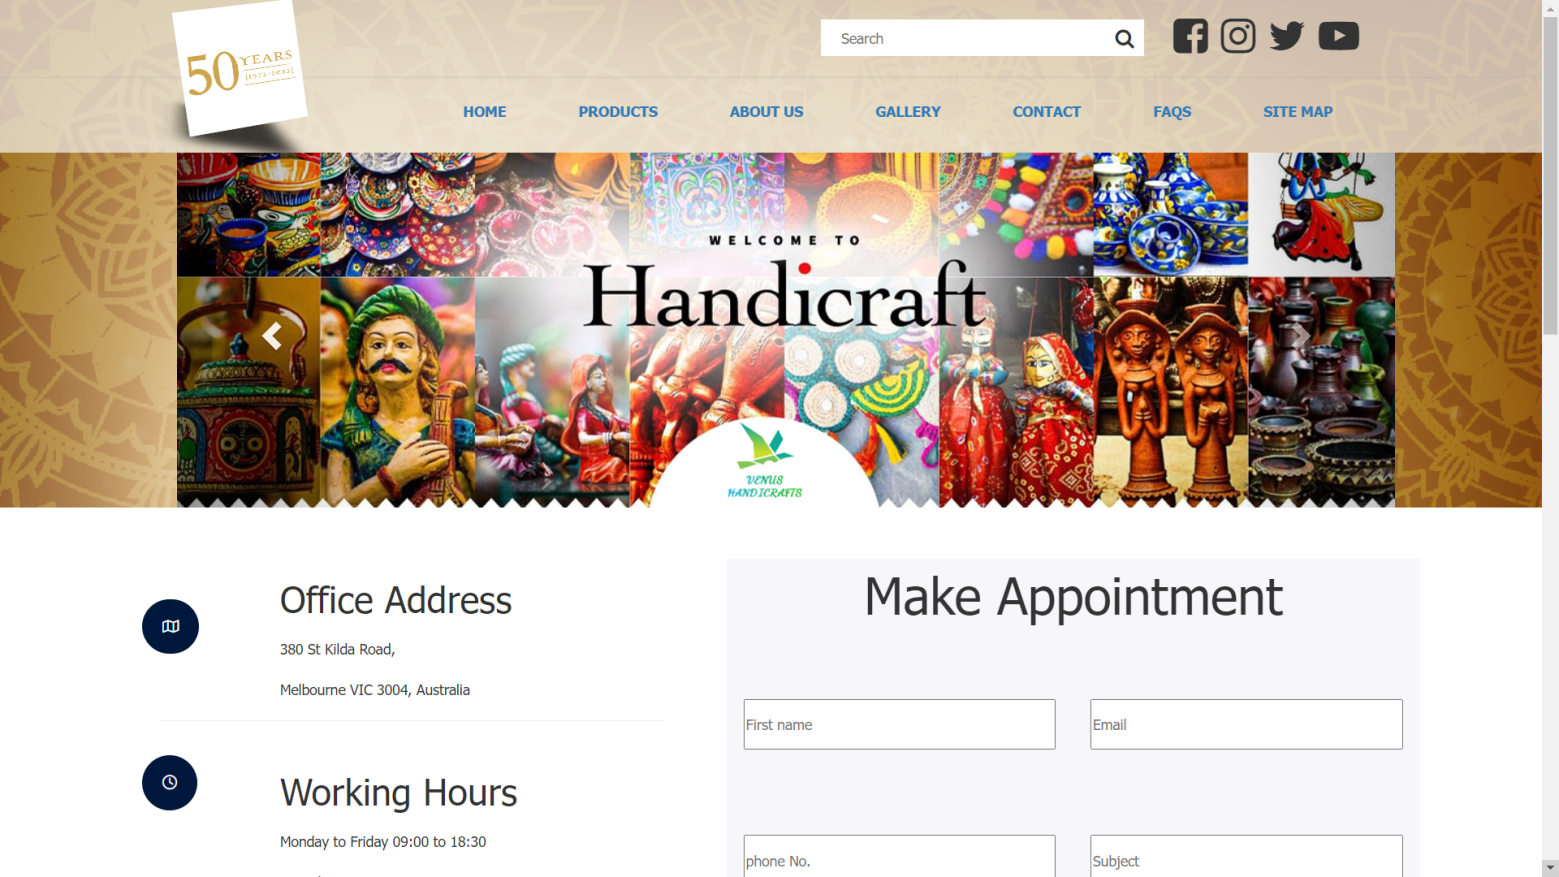 50 YEARS
(1972-2022)
Search
HOME
PRODUCTS
ABOUT US
GALLERY
CONTACT
FAQS
SITE MAP
WELCOME TO
Handicraft
VENUS
HANDICRAFTS
Office Address
380 St Kilda Road,
Melbourne VIC 3004, Australia
Working Hours
Monday to Friday 09:00 to 18:30
Make Appointment
First name
Email
phone No.
Subject